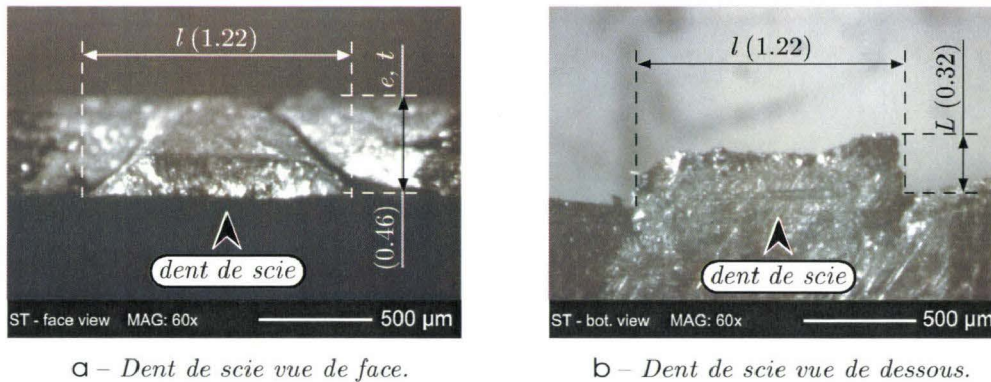 l (1.22)
e, t
(0.46)
dent de scie
ST - face view MAG: 60x 500 µm
a – Dent de scie vue de face.
l (1.22)
L (0.32)
dent de scie
ST - bot. view MAG: 60x 500 µm
b – Dent de scie vue de dessous.